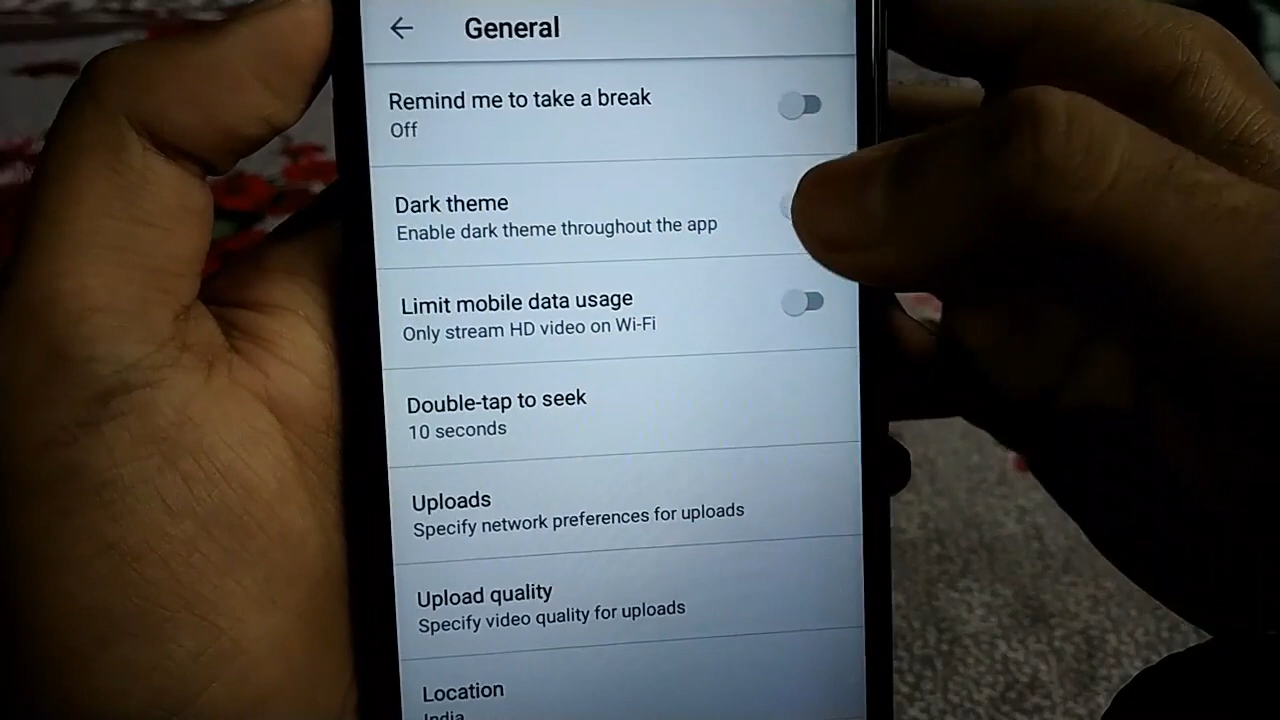 General
Remind me to take a break
Off
Dark theme
Enable dark theme throughout the app
Limit mobile data usage
Only stream HD video on Wi-Fi
Double-tap to seek
10 seconds
Uploads
Specify network preferences for uploads
Upload quality
Specify video quality for uploads
Location
India